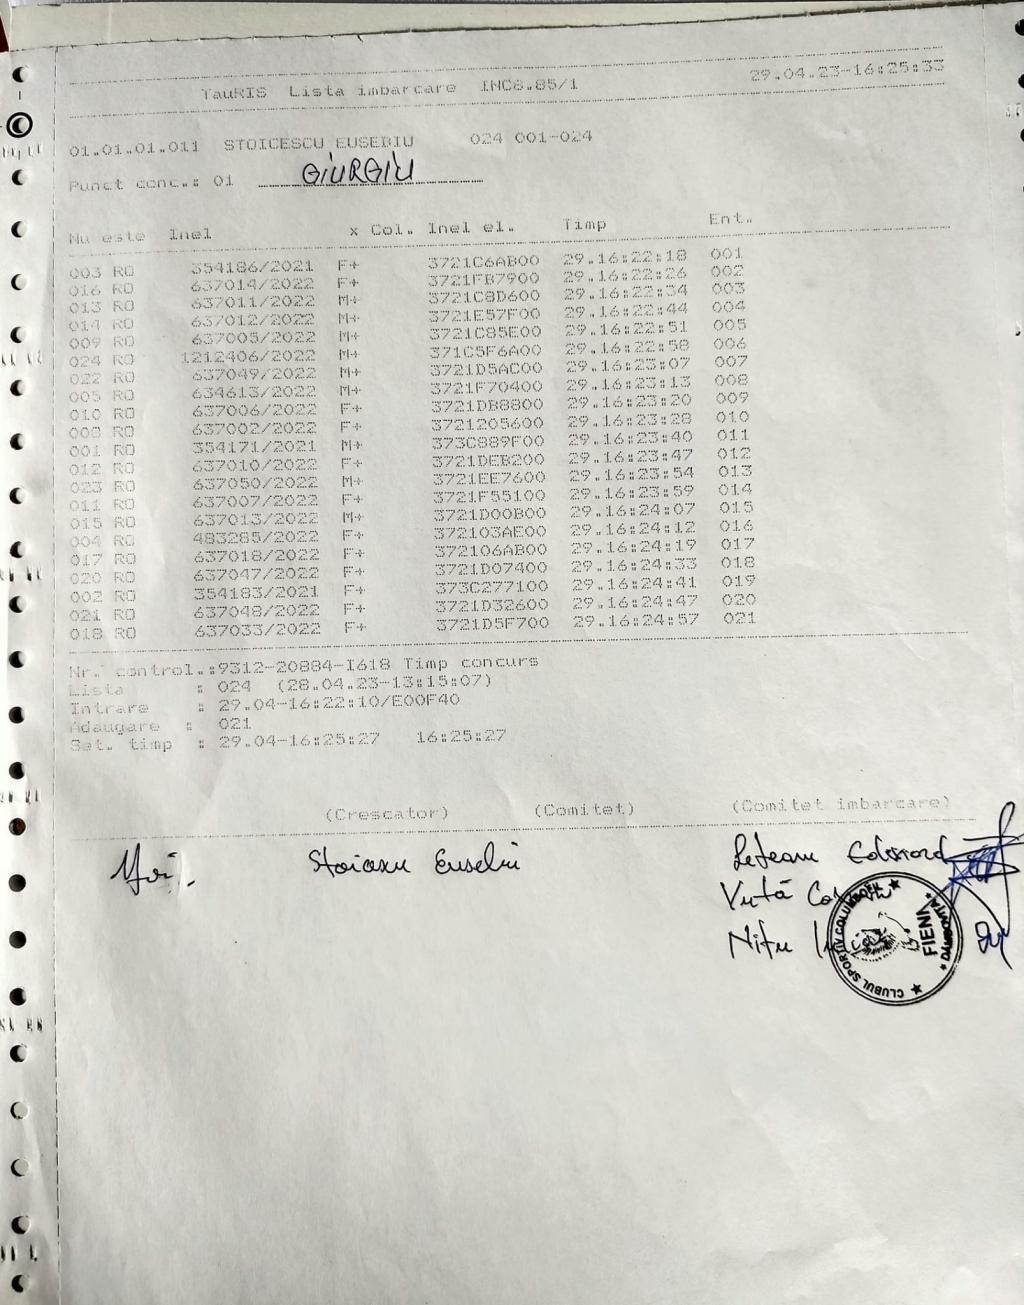 TauRIS Lista imbarcare INC8.85/1 29.04.23-16:25:33
01.01.01.011 STOICESCU EUSEBIU 024 001-024
Punct conc.: 01 GIURGIU
Nu este Inel x Col. Inel el. Timp Ent.
003 RO 354186/2021 F+ 3721C6AB00 29.16:22:18 001
016 RO 637014/2022 F+ 3721FB7900 29.16:22:26 002
013 RO 637011/2022 M+ 3721C8D600 29.16:22:34 003
014 RO 637012/2022 M+ 3721E57F00 29.16:22:44 004
009 RO 637005/2022 M+ 3721C85E00 29.16:22:51 005
024 RO 1212406/2022 M+ 371C5F6A00 29.16:22:58 006
022 RO 637049/2022 M+ 3721D5AC00 29.16:23:07 007
005 RO 634613/2022 M+ 3721F70400 29.16:23:13 008
010 RO 637006/2022 F+ 3721DB8800 29.16:23:20 009
008 RO 637002/2022 F+ 3721205600 29.16:23:28 010
001 RO 354171/2021 M+ 373C889F00 29.16:23:40 011
012 RO 637010/2022 F+ 3721DEB200 29.16:23:47 012
023 RO 637050/2022 M+ 3721EE7600 29.16:23:54 013
011 RO 637007/2022 F+ 3721F55100 29.16:23:59 014
015 RO 637013/2022 M+ 3721D00B00 29.16:24:07 015
004 RO 483285/2022 F+ 372103AE00 29.16:24:12 016
017 RO 637018/2022 F+ 372106AB00 29.16:24:19 017
020 RO 637047/2022 F+ 3721D07400 29.16:24:33 018
002 RO 354183/2021 F+ 373C277100 29.16:24:41 019
021 RO 637048/2022 F+ 3721D32600 29.16:24:47 020
018 RO 637033/2022 F+ 3721D5F700 29.16:24:57 021
Nr. control.:9312-20884-I618 Timp concurs
Lista : 024 (28.04.23-13:15:07)
Intrare : 29.04-16:22:10/E00F40
Adaugare : 021
Set. timp : 29.04-16:25:27 16:25:27
(Crescator) (Comitet) (Comitet imbarcare)
Stoicescu Eusebiu
Vută
Nițu
CLUBUL SPORTIV COLUMBOFIL
FIENI
DÂMBOVIȚA